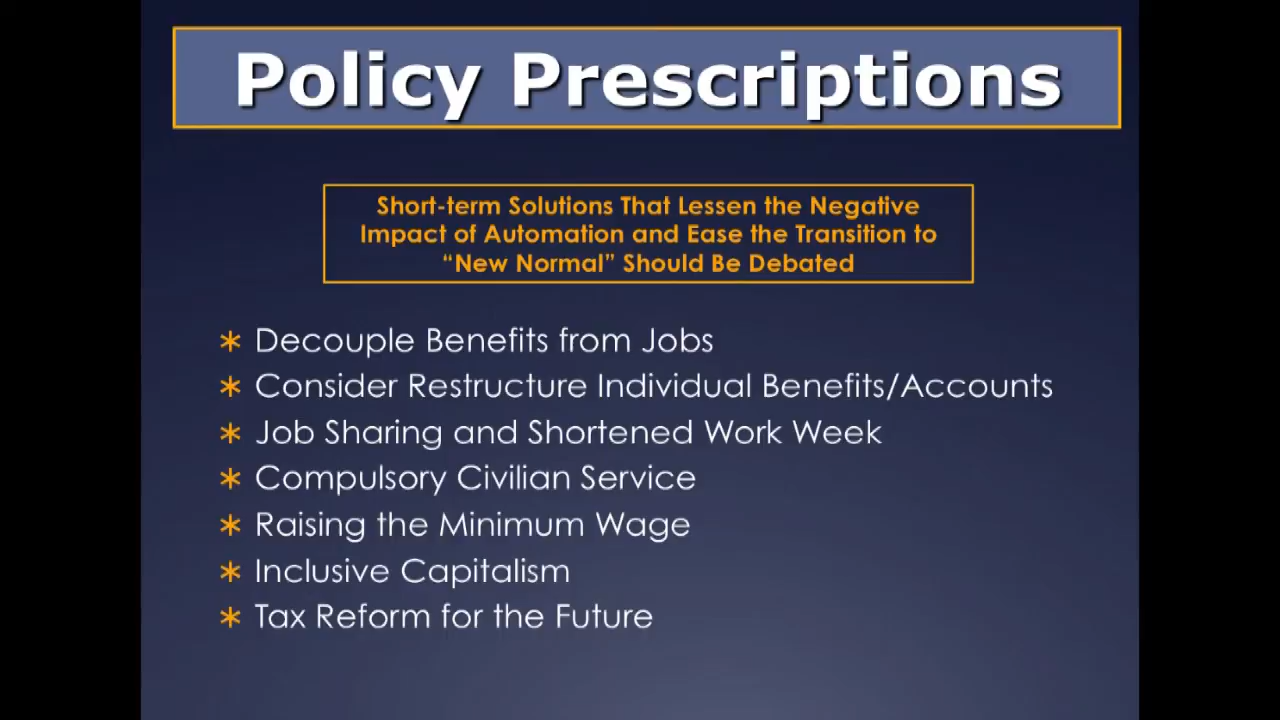 Policy Prescriptions
Short-term Solutions That Lessen the Negative
Impact of Automation and Ease the Transition to
“New Normal” Should Be Debated
Decouple Benefits from Jobs
Consider Restructure Individual Benefits/Accounts
Job Sharing and Shortened Work Week
Compulsory Civilian Service
Raising the Minimum Wage
Inclusive Capitalism
Tax Reform for the Future